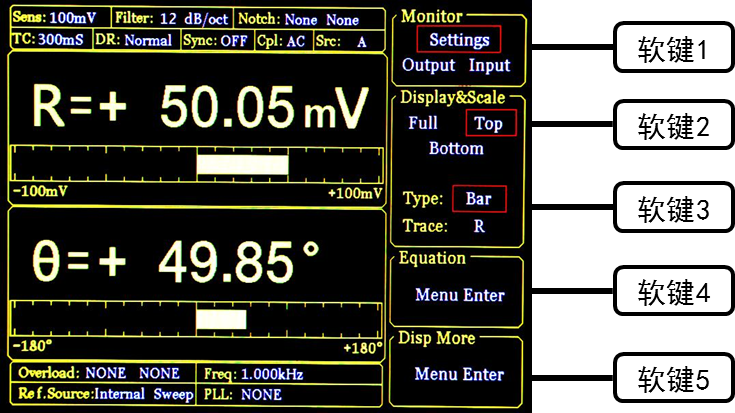 Sens: 100mV Filter: 12 dB/oct Notch: None None
TC: 300mS DR: Normal Sync: OFF Cpl: AC Src: A
R=+ 50.05mV
-100mV +100mV
θ=+ 49.85°
-180° +180°
Overload: NONE NONE Freq: 1.000kHz
Ref.Source:Internal Sweep PLL: NONE
Monitor
Settings
Output Input
Display&Scale
Full Top
Bottom
Type: Bar
Trace: R
Equation
Menu Enter
Disp More
Menu Enter
软键1
软键2
软键3
软键4
软键5